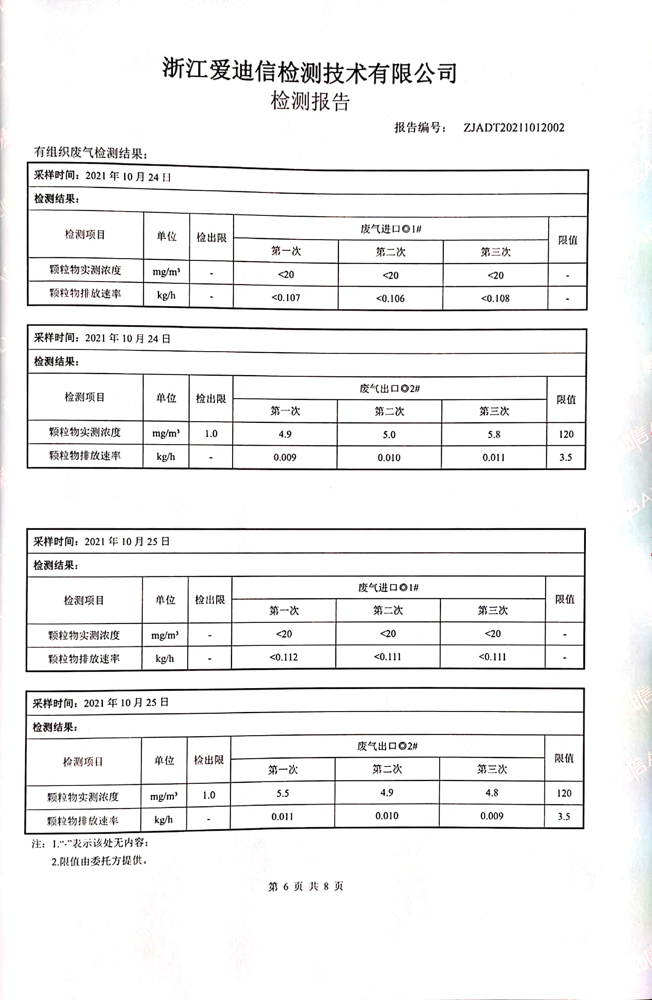 浙江爱迪信检测技术有限公司
检测报告
报告编号： ZJADT20211012002
有组织废气检测结果：
采样时间：2021 年 10 月 24 日
检测结果：
检测项目 单位 检出限 废气进口◎1# 限值
第一次 第二次 第三次
颗粒物实测浓度 mg/m³ - <20 <20 <20 -
颗粒物排放速率 kg/h - <0.107 <0.106 <0.108 -
采样时间：2021 年 10 月 24 日
检测结果：
检测项目 单位 检出限 废气出口◎2# 限值
第一次 第二次 第三次
颗粒物实测浓度 mg/m³ 1.0 4.9 5.0 5.8 120
颗粒物排放速率 kg/h - 0.009 0.010 0.011 3.5
采样时间：2021 年 10 月 25 日
检测结果：
检测项目 单位 检出限 废气进口◎1# 限值
第一次 第二次 第三次
颗粒物实测浓度 mg/m³ - <20 <20 <20 -
颗粒物排放速率 kg/h - <0.112 <0.111 <0.111 -
采样时间：2021 年 10 月 25 日
检测结果：
检测项目 单位 检出限 废气出口◎2# 限值
第一次 第二次 第三次
颗粒物实测浓度 mg/m³ 1.0 5.5 4.9 4.8 120
颗粒物排放速率 kg/h - 0.011 0.010 0.009 3.5
注：1.“-”表示该处无内容；
2.限值由委托方提供。
第 6 页 共 8 页